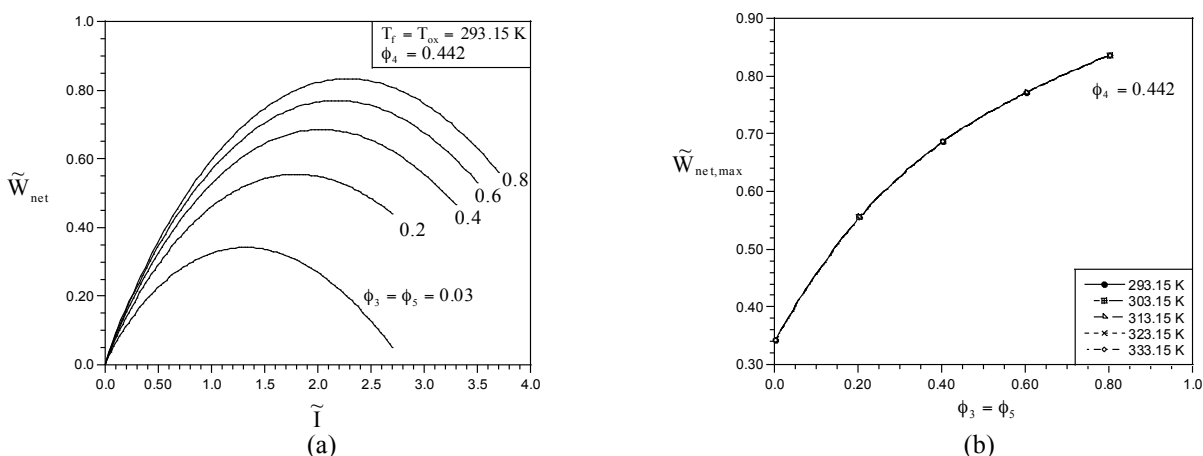 1.0
0.80
0.60
0.40
0.20
0.0
W̃ net
T_f = T_ox = 293.15 K
ϕ_4 = 0.442
0.8
0.6
0.4
0.2
ϕ_3 = ϕ_5 = 0.03
0.0 0.50 1.0 1.5 2.0 2.5 3.0 3.5 4.0
Ĩ
(a)
0.90
0.80
0.70
0.60
0.50
0.40
0.30
W̃ net,max
ϕ_4 = 0.442
293.15 K
303.15 K
313.15 K
323.15 K
333.15 K
0.0 0.20 0.40 0.60 0.80 1.0
ϕ_3 = ϕ_5
(b)